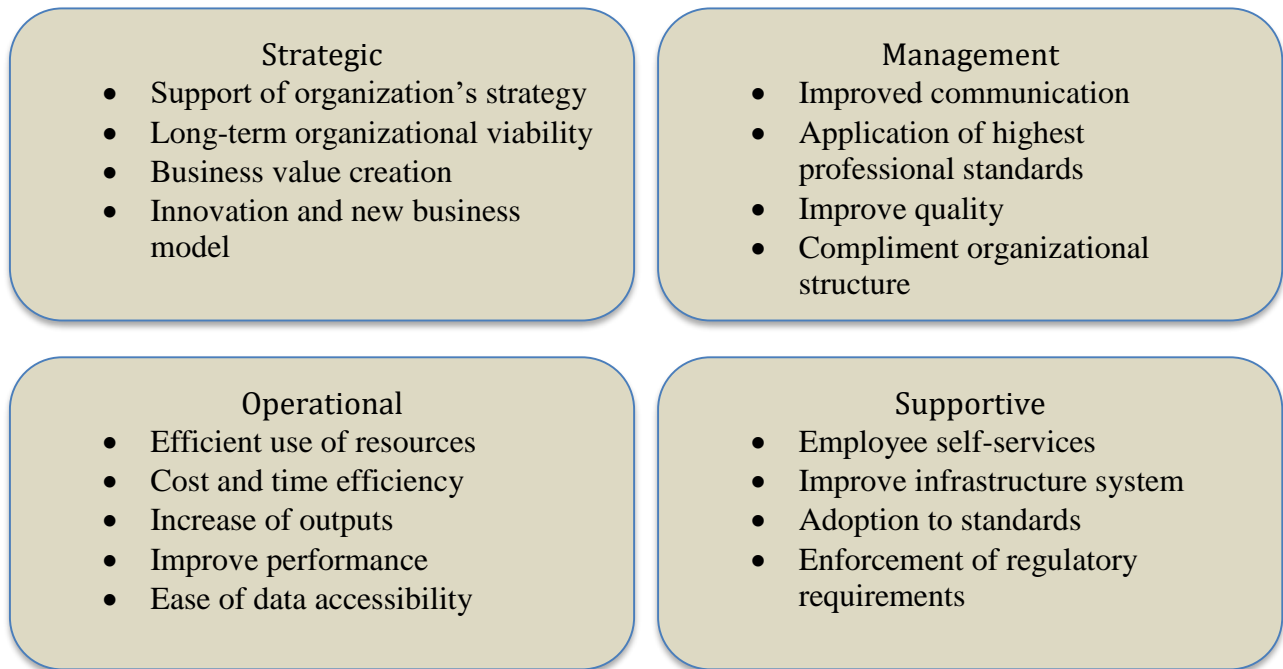 Strategic
• Support of organization’s strategy
• Long-term organizational viability
• Business value creation
• Innovation and new business
model
Management
• Improved communication
• Application of highest
professional standards
• Improve quality
• Compliment organizational
structure
Operational
• Efficient use of resources
• Cost and time efficiency
• Increase of outputs
• Improve performance
• Ease of data accessibility
Supportive
• Employee self-services
• Improve infrastructure system
• Adoption to standards
• Enforcement of regulatory
requirements